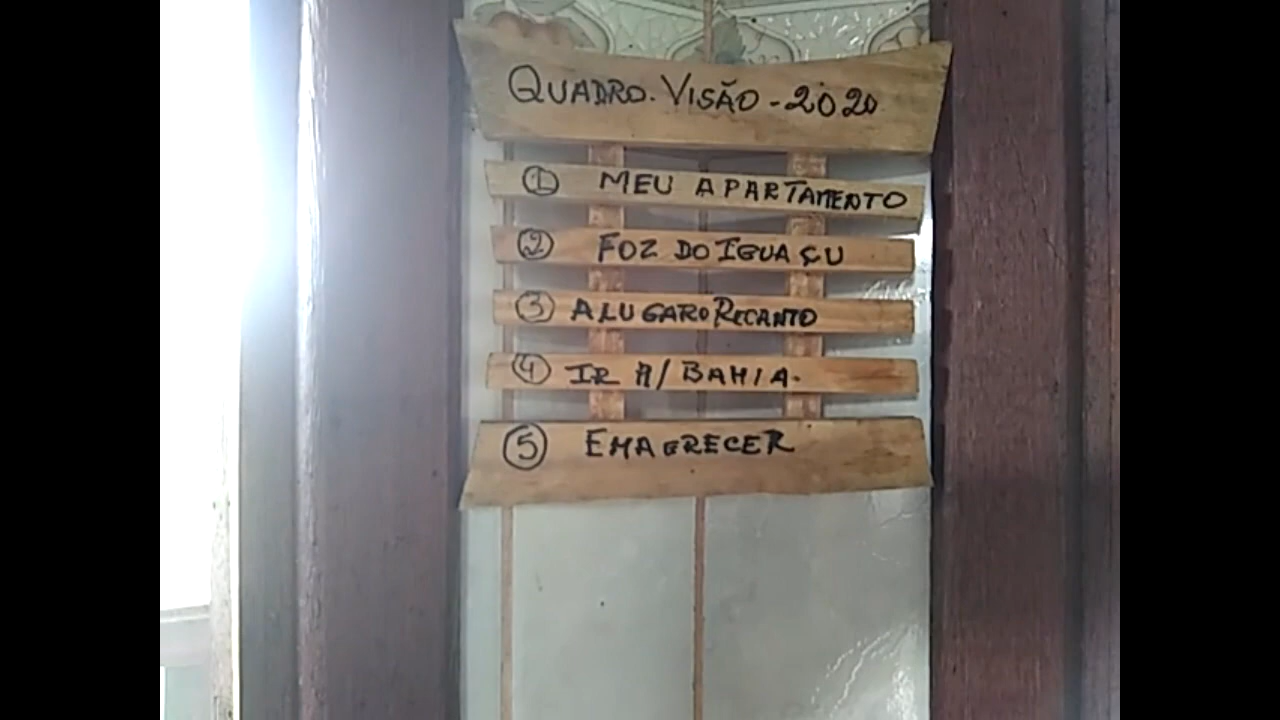 QUADRO. VISÃO - 2020
1 MEU APARTAMENTO
2 FOZ DO IGUAÇU
3 ALUGAR O RECANTO
4 IR A/ BAHIA.
5 EMAGRECER